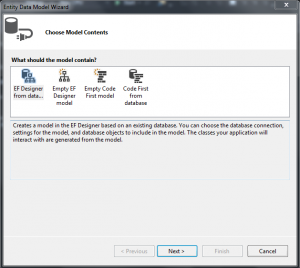 Entity Data Model Wizard
Choose Model Contents
What should the model contain?
EF Designer from data... Empty EF Designer model Empty Code First model Code First from database
Creates a model in the EF Designer based on an existing database. You can choose the database connection,
settings for the model, and database objects to include in the model. The classes your application will
interact with are generated from the model.
< Previous Next > Finish Cancel